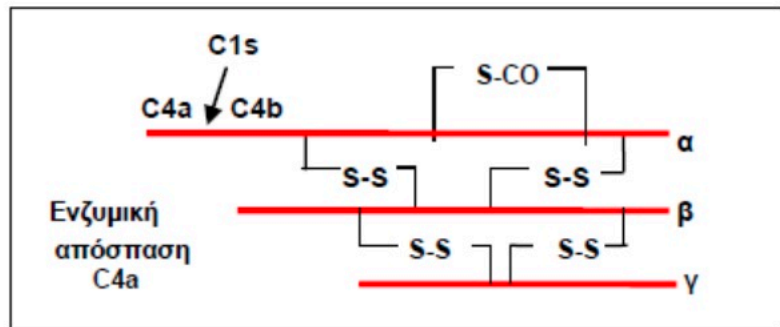 C1s
S-CO
C4a C4b
α
S-S S-S
Ενζυμική β
απόσπαση S-S S-S
C4a
γ